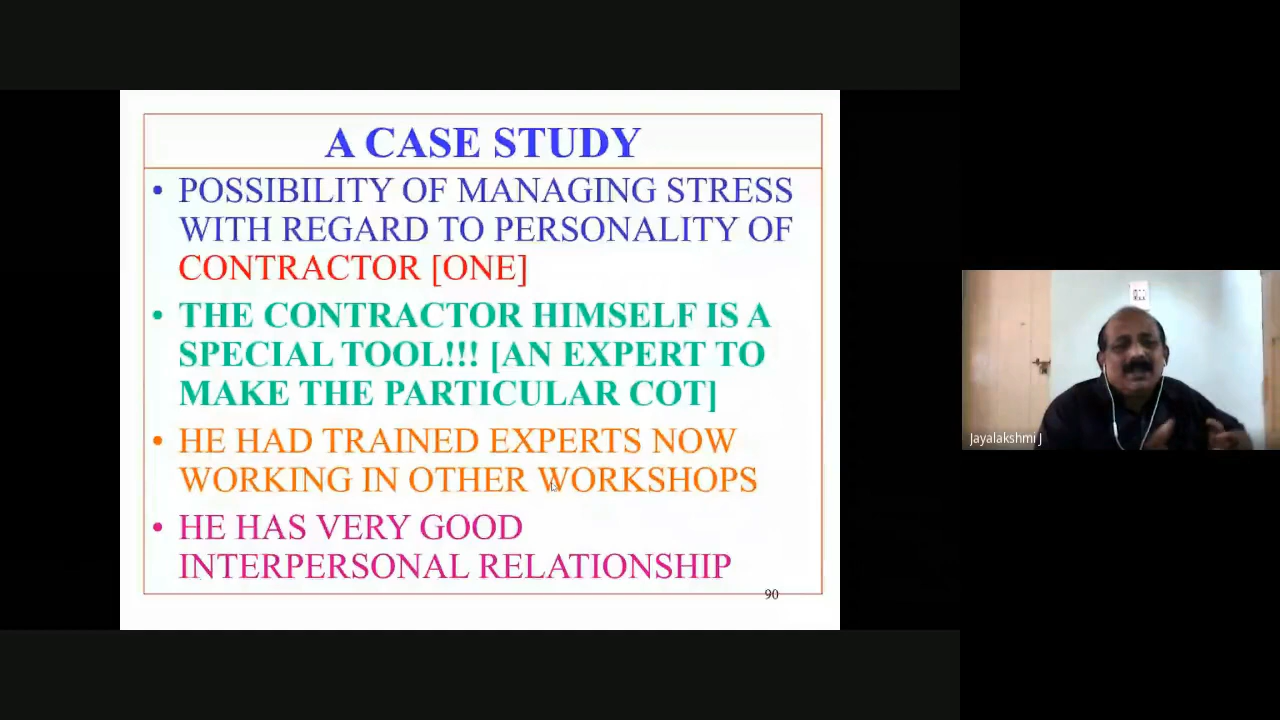 A CASE STUDY
• POSSIBILITY OF MANAGING STRESS
WITH REGARD TO PERSONALITY OF
CONTRACTOR [ONE]
• THE CONTRACTOR HIMSELF IS A
SPECIAL TOOL!!! [AN EXPERT TO
MAKE THE PARTICULAR COT]
• HE HAD TRAINED EXPERTS NOW
WORKING IN OTHER WORKSHOPS
• HE HAS VERY GOOD
INTERPERSONAL RELATIONSHIP
90
Jayalakshmi J